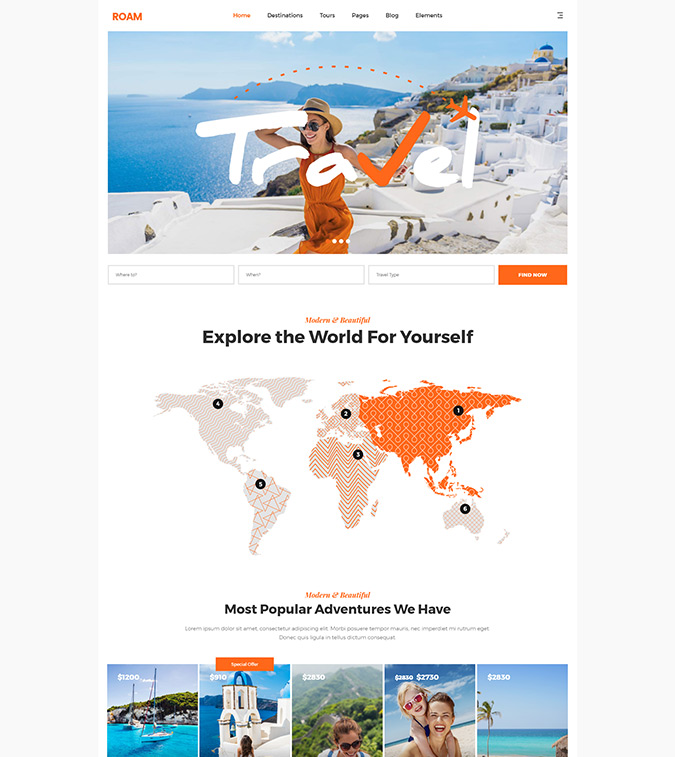 ROAM Home Destinations Tours Pages Blog Elements
Travel
Where to? When? Travel Type FIND NOW
Modern & Beautiful
Explore the World For Yourself
4
2
1
3
5
6
Modern & Beautiful
Most Popular Adventures We Have
Lorem ipsum dolor sit amet, consectetur adipiscing elit. Morbi posuere tempor mauris, nec imperdiet mi rutrum eget.
Donec quis ligula in tellus dictum consequat.
Special Offer
$1200 $910 $2830 $2830 $2730 $2830